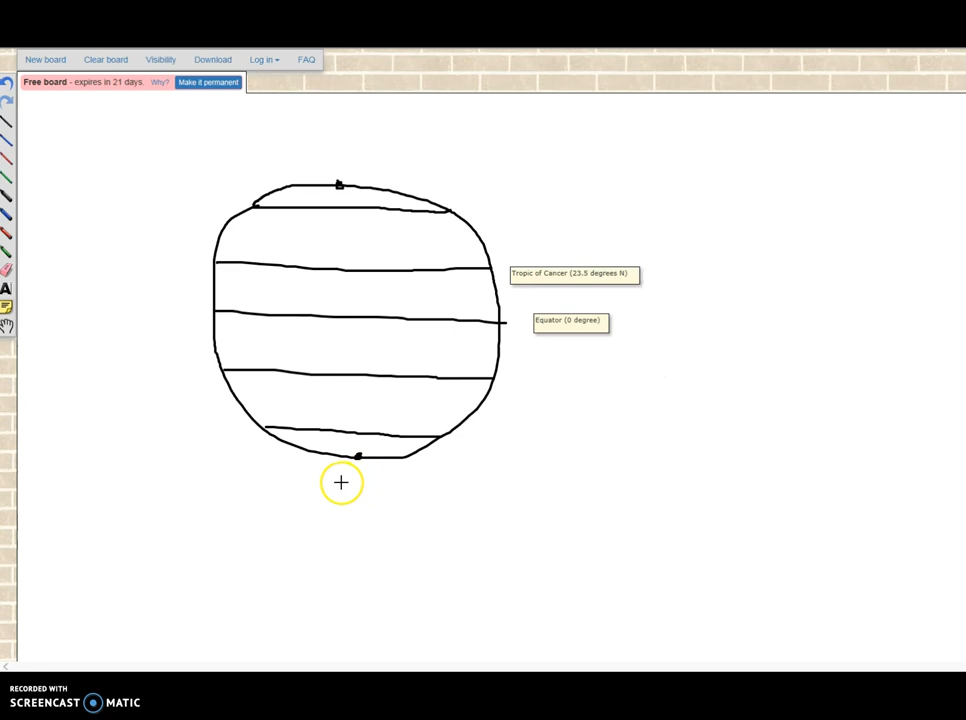 New board Clear board Visibility Download Log in FAQ
Free board - expires in 21 days. Why? Make it permanent
A
Tropic of Cancer (23.5 degrees N)
Equator (0 degree)
RECORDED WITH
SCREENCAST MATIC